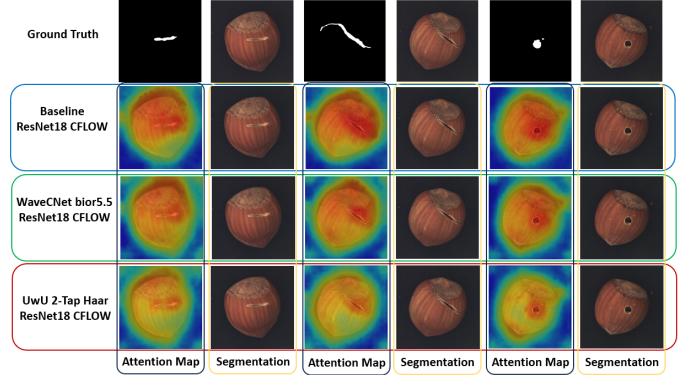 Ground Truth
Baseline
ResNet18 CFLOW
WaveCNet bior5.5
ResNet18 CFLOW
UwU 2-Tap Haar
ResNet18 CFLOW
Attention Map Segmentation Attention Map Segmentation Attention Map Segmentation